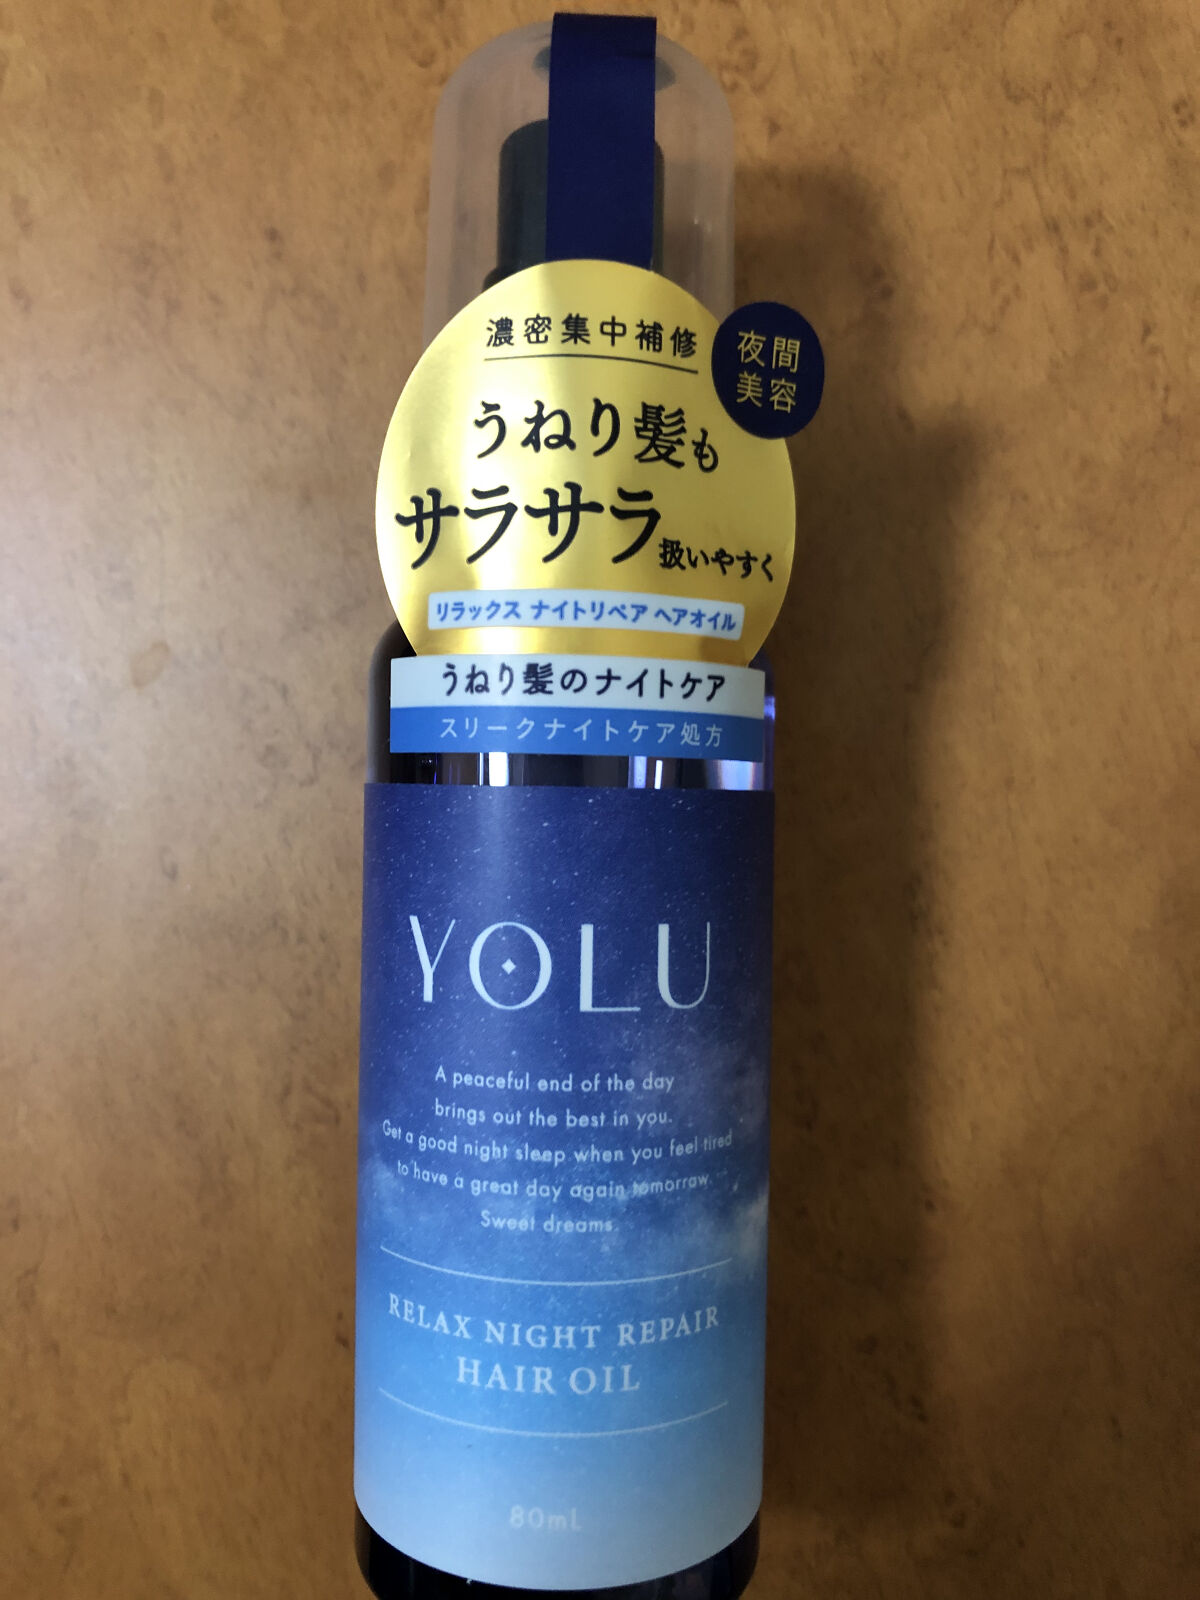 濃密集中補修
夜間
美容
うねり髪も
サラサラ扱いやすく
リラックス ナイトリペア ヘアオイル
うねり髪のナイトケア
スリークナイトケア処方
YOLU
A peaceful end of the day
brings out the best in you.
Get a good night sleep when you feel tired
to have a great day again tomorrow.
Sweet dreams.
RELAX NIGHT REPAIR
HAIR OIL
80mL